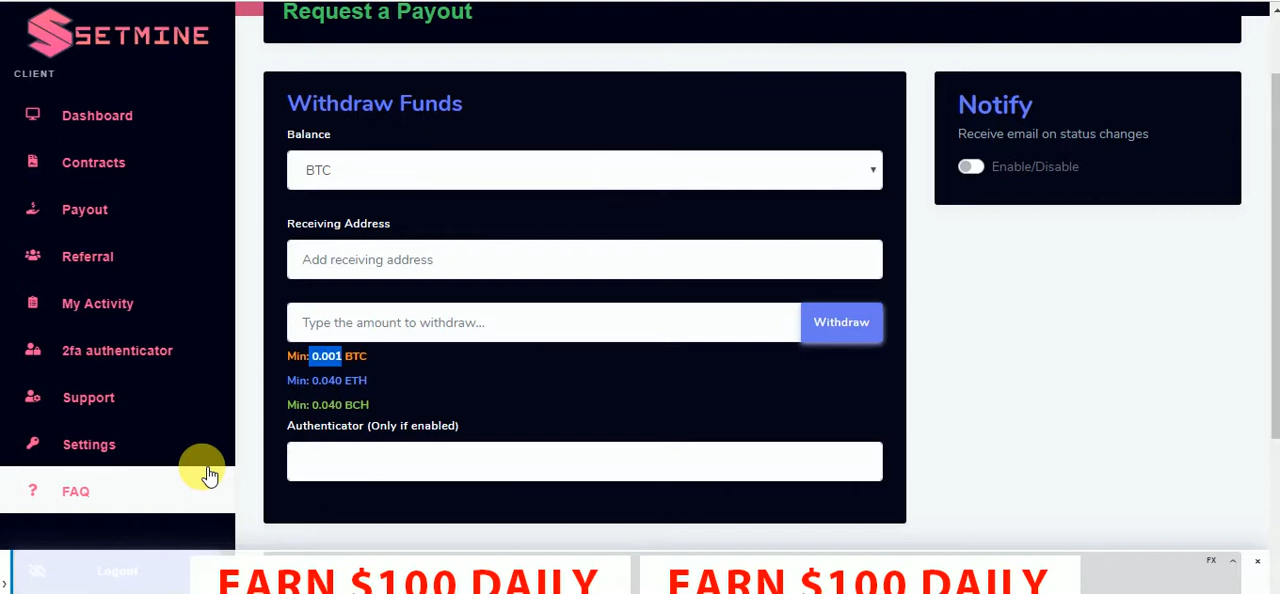 SETMINE
CLIENT
Dashboard
Contracts
Payout
Referral
My Activity
2fa authenticator
Support
Settings
FAQ
Logout
Request a Payout
Withdraw Funds
Balance
BTC
Receiving Address
Add receiving address
Type the amount to withdraw...
Withdraw
Min: 0.001 BTC
Min: 0.040 ETH
Min: 0.040 BCH
Authenticator (Only if enabled)
Notify
Receive email on status changes
Enable/Disable
FX
EARN $100 DAILY
EARN $100 DAILY